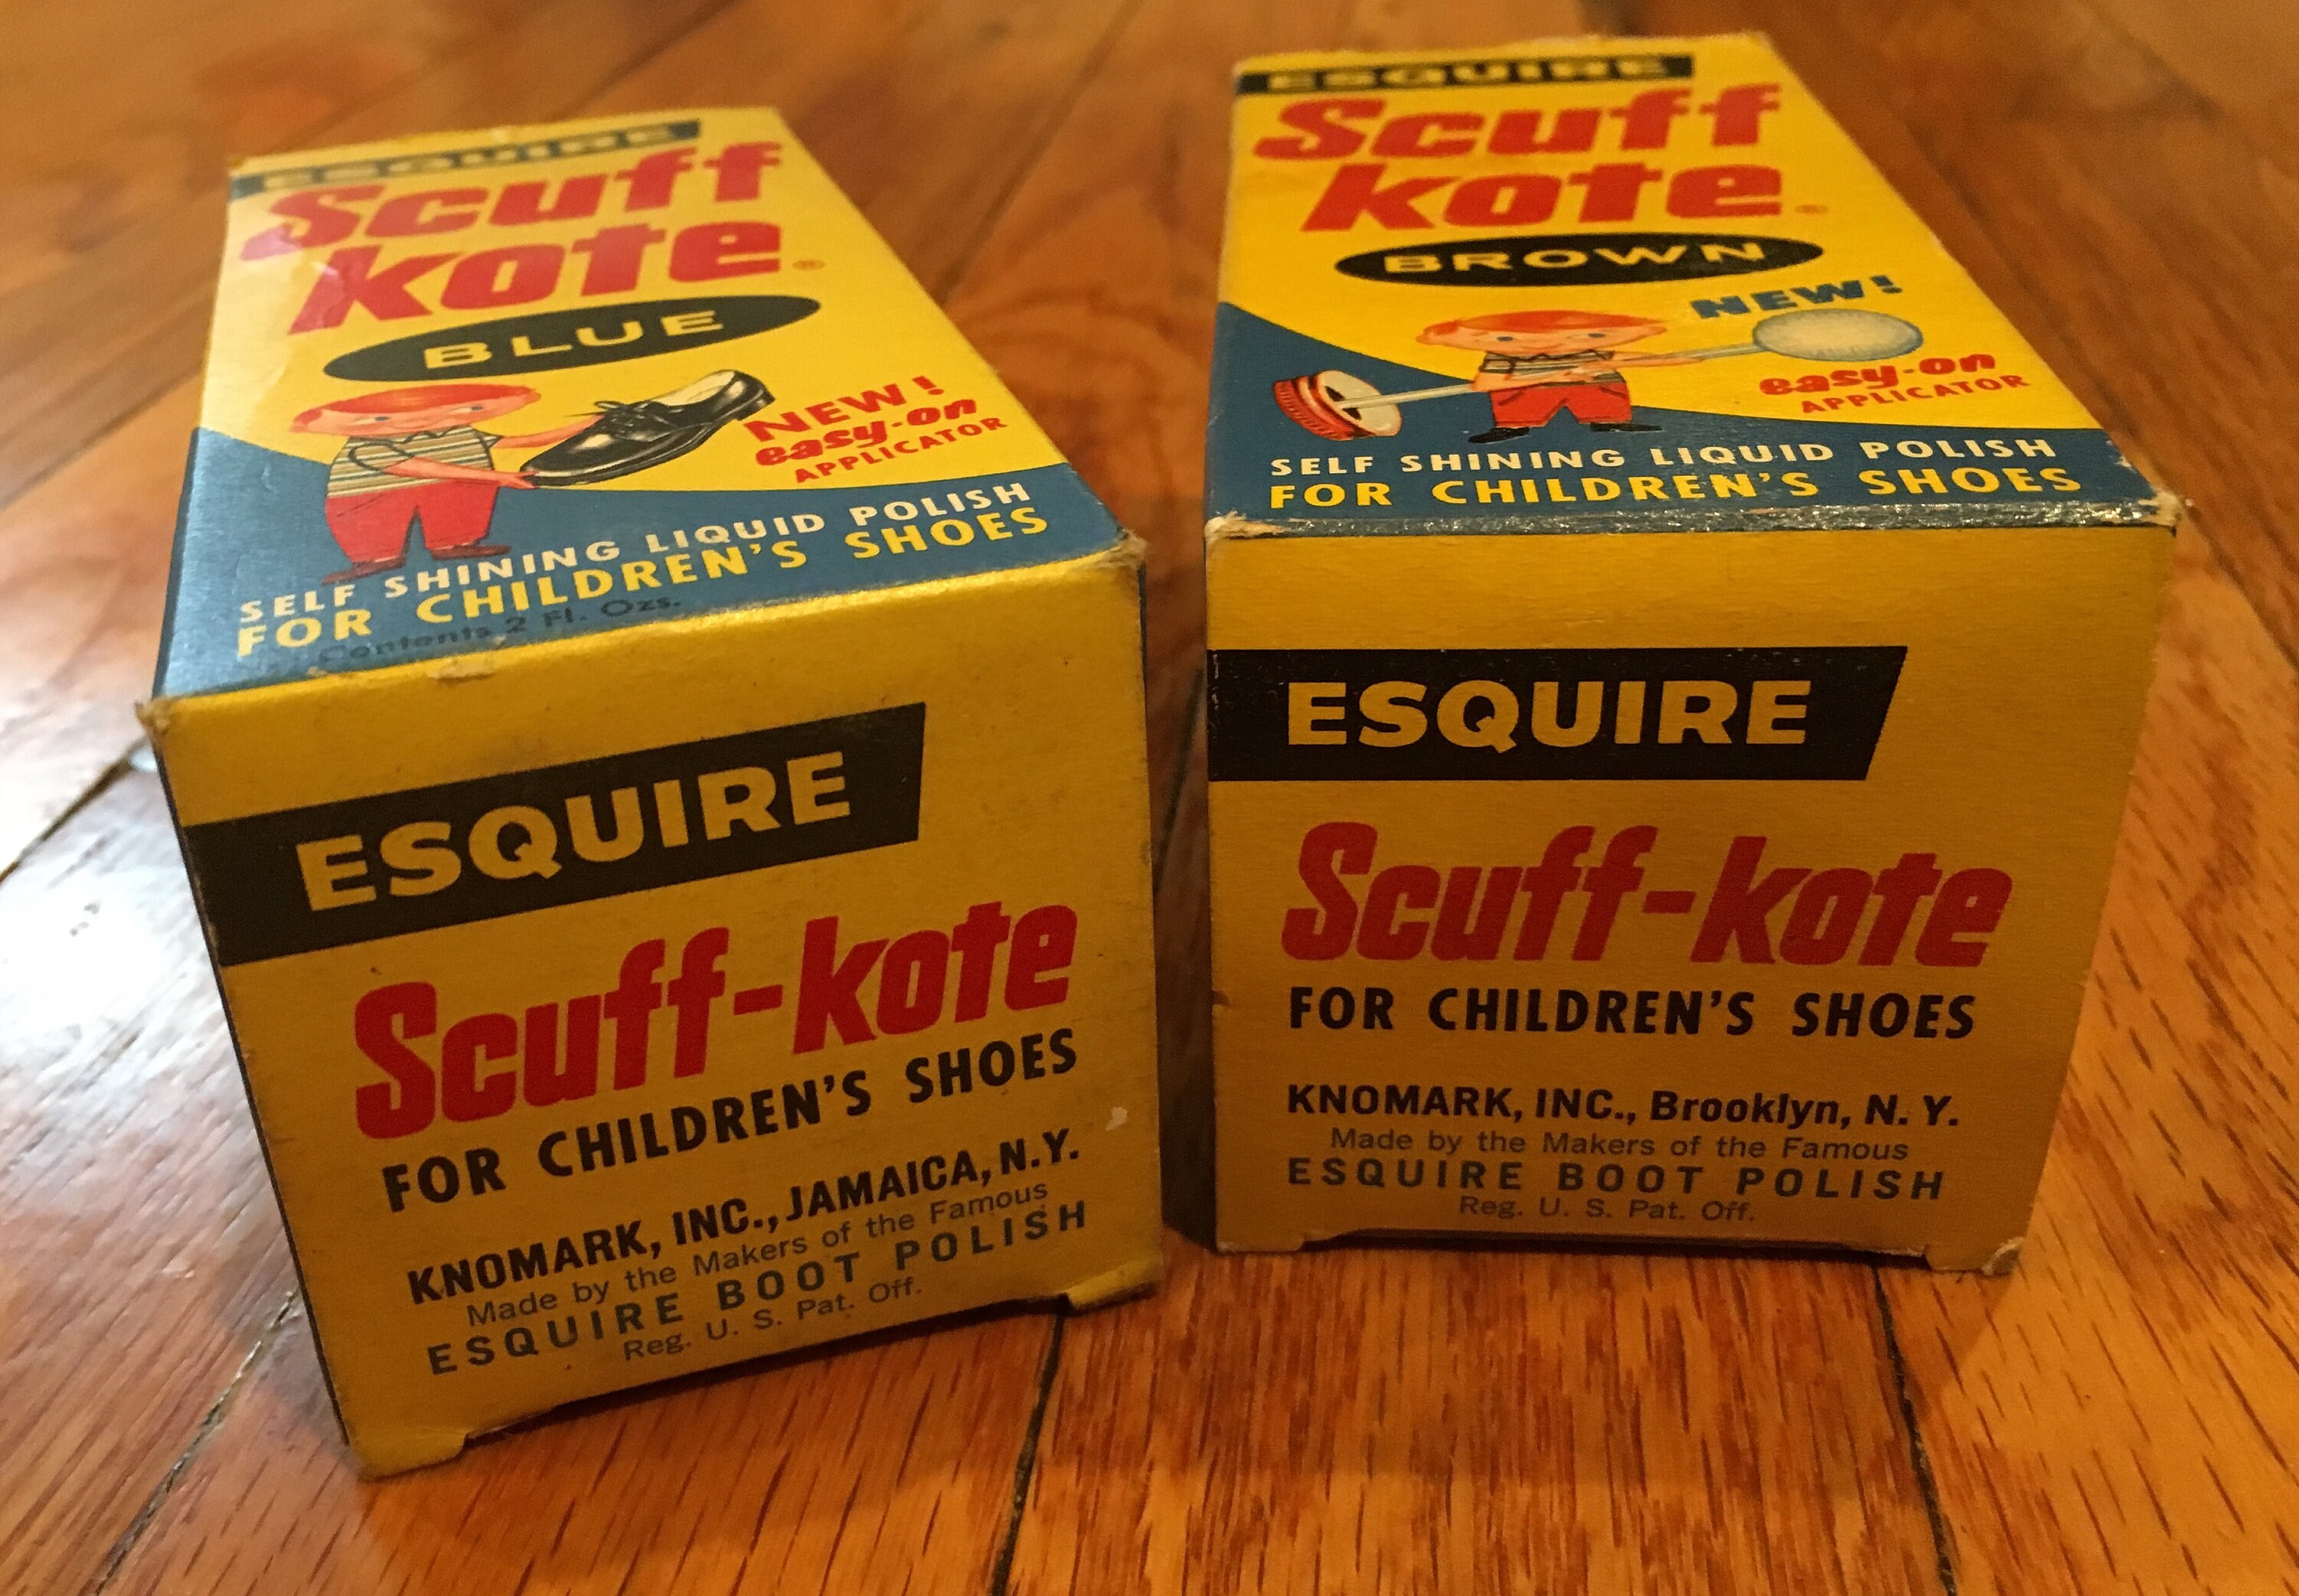 ESQUIRE
Scuff
kote®
BLUE
NEW!
easy-on
APPLICATOR
SELF SHINING LIQUID POLISH
FOR CHILDREN'S SHOES
Contents 2 Fl. Ozs.
ESQUIRE
Scuff-kote
FOR CHILDREN'S SHOES
KNOMARK, INC., JAMAICA, N.Y.
Made by the Makers of the Famous
ESQUIRE BOOT POLISH
Reg. U. S. Pat. Off.
ESQUIRE
Scuff
kote®
BROWN
NEW!
easy-on
APPLICATOR
SELF SHINING LIQUID POLISH
FOR CHILDREN'S SHOES
ESQUIRE
Scuff-kote
FOR CHILDREN'S SHOES
KNOMARK, INC., Brooklyn, N. Y.
Made by the Makers of the Famous
ESQUIRE BOOT POLISH
Reg. U. S. Pat. Off.